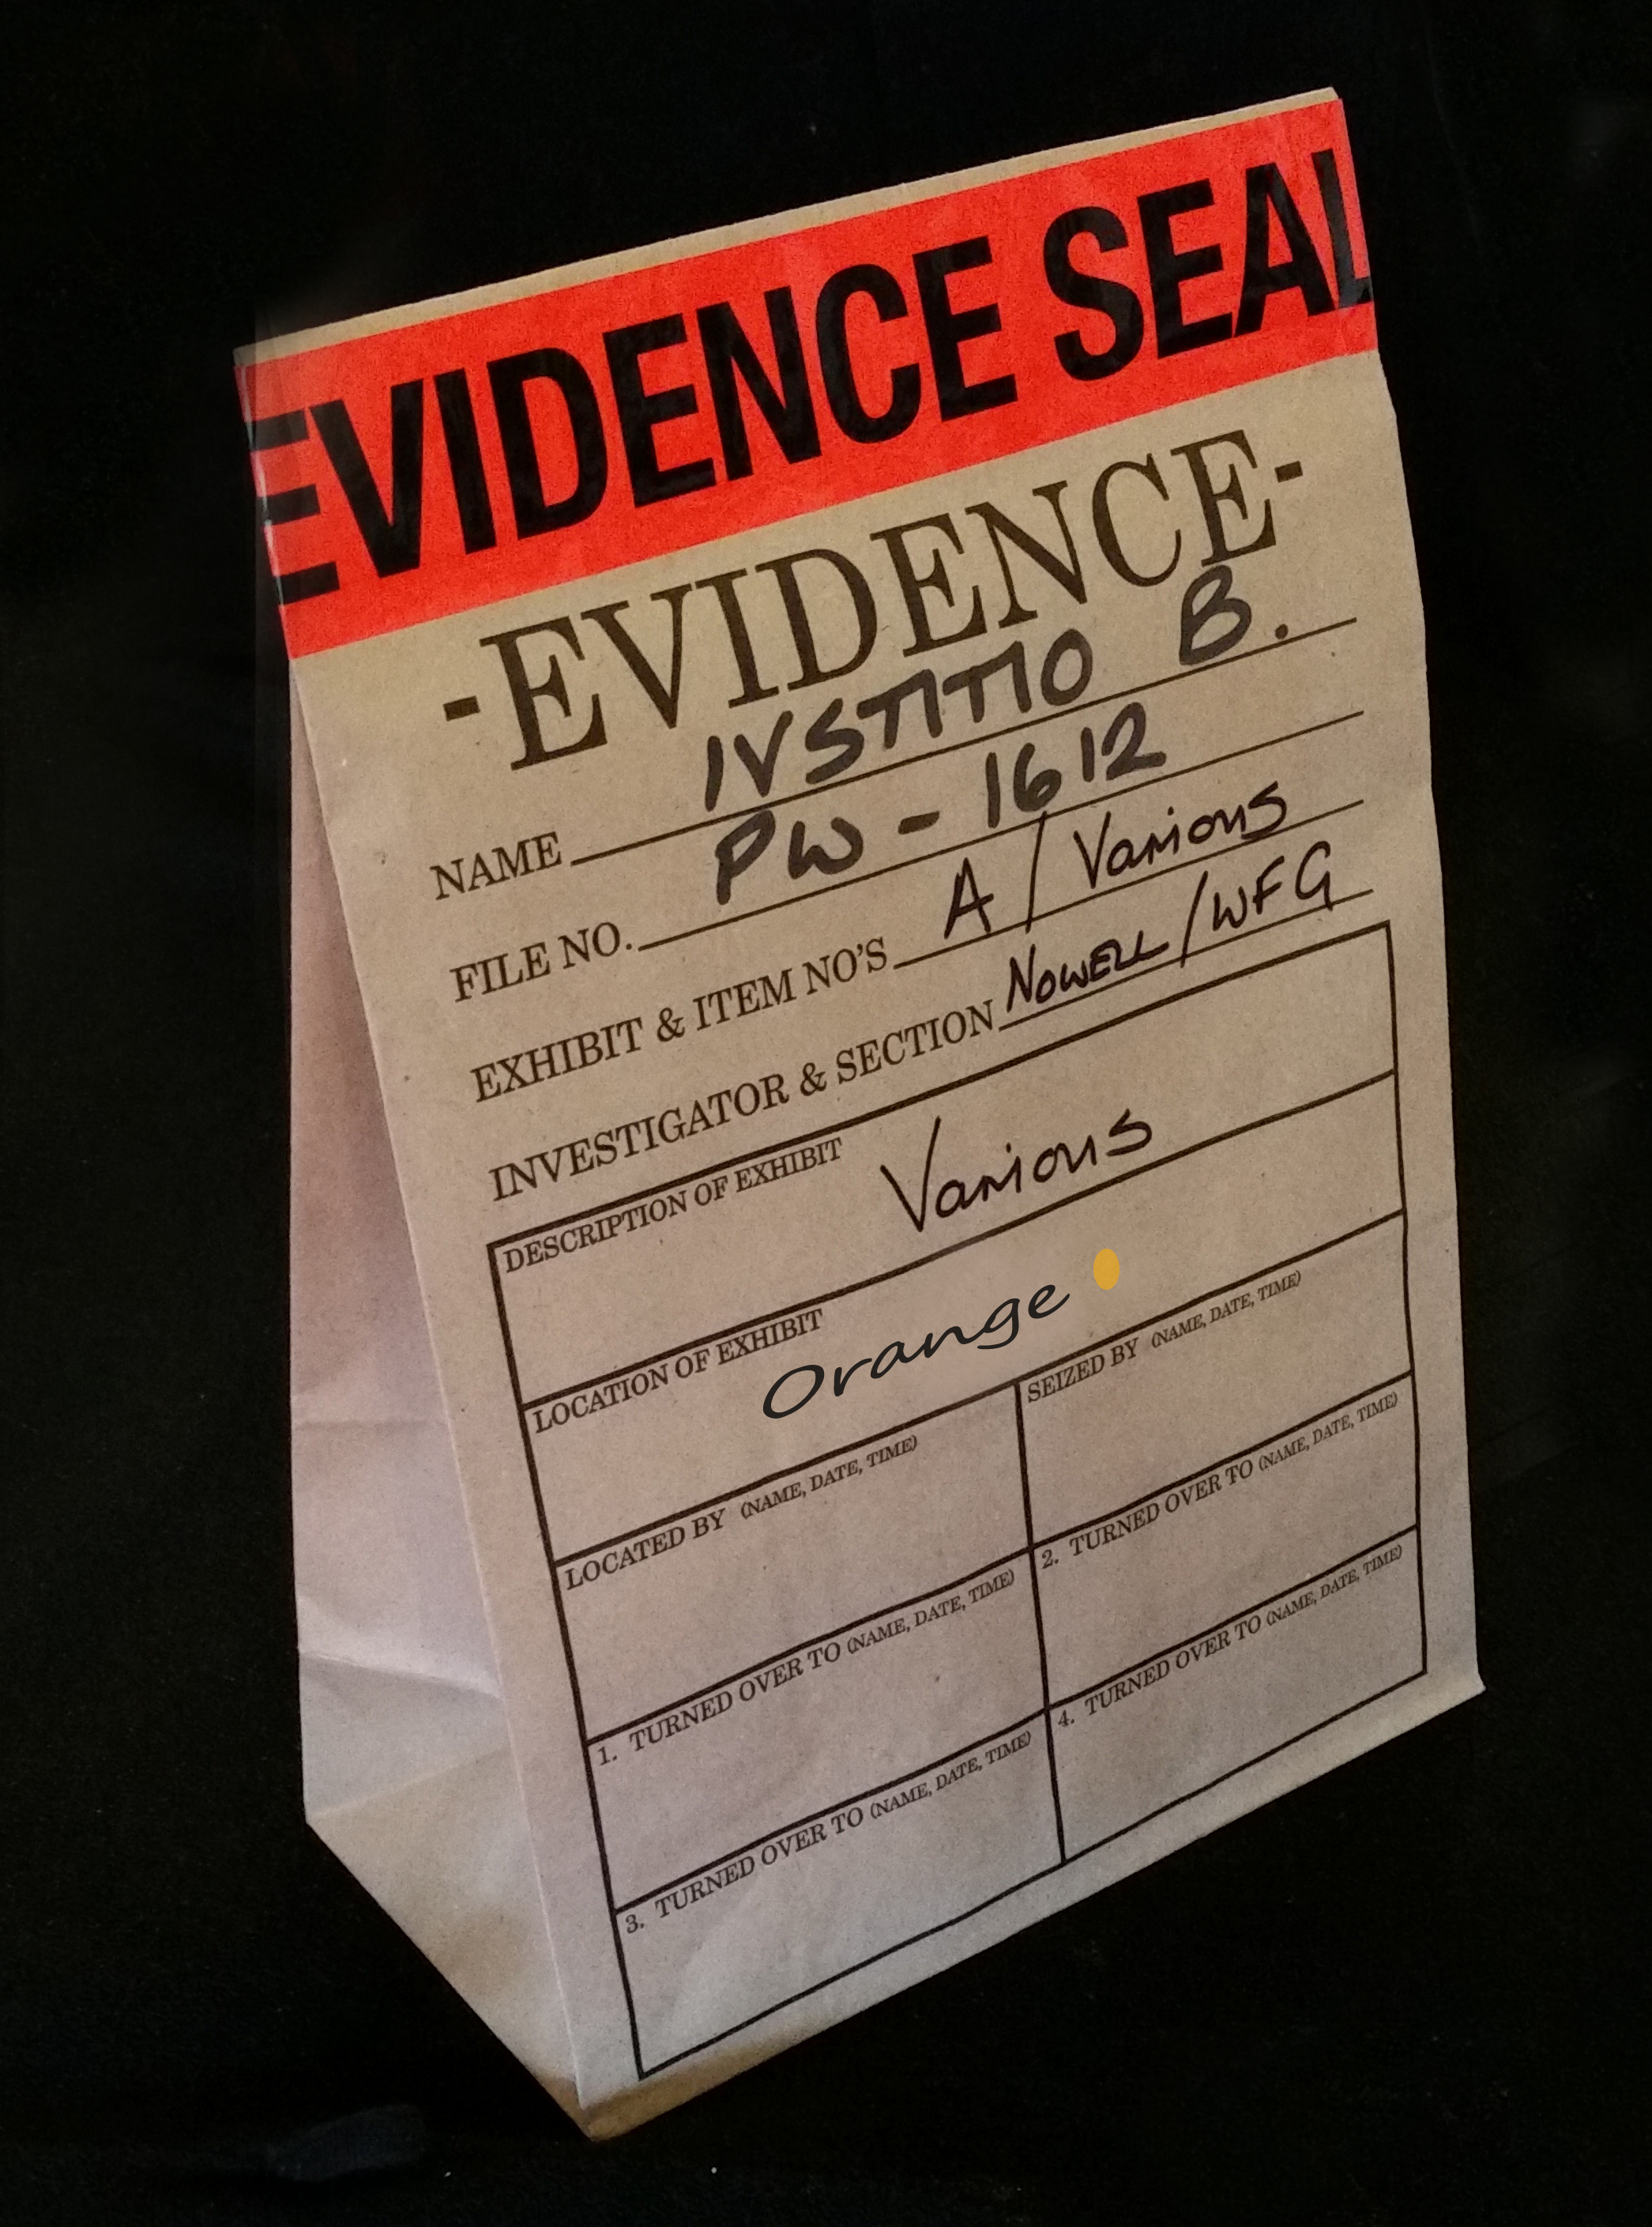 EVIDENCE SEAL
-EVIDENCE-
NAME IVSTITIO B.
FILE NO. PW - 1612
EXHIBIT & ITEM NO'S A / Various
INVESTIGATOR & SECTION NOWELL/WFG
DESCRIPTION OF EXHIBIT Various
LOCATION OF EXHIBIT Orange
LOCATED BY (NAME, DATE, TIME)
SEIZED BY (NAME, DATE, TIME)
1. TURNED OVER TO (NAME, DATE, TIME)
2. TURNED OVER TO (NAME, DATE, TIME)
3. TURNED OVER TO (NAME, DATE, TIME)
4. TURNED OVER TO (NAME, DATE, TIME)